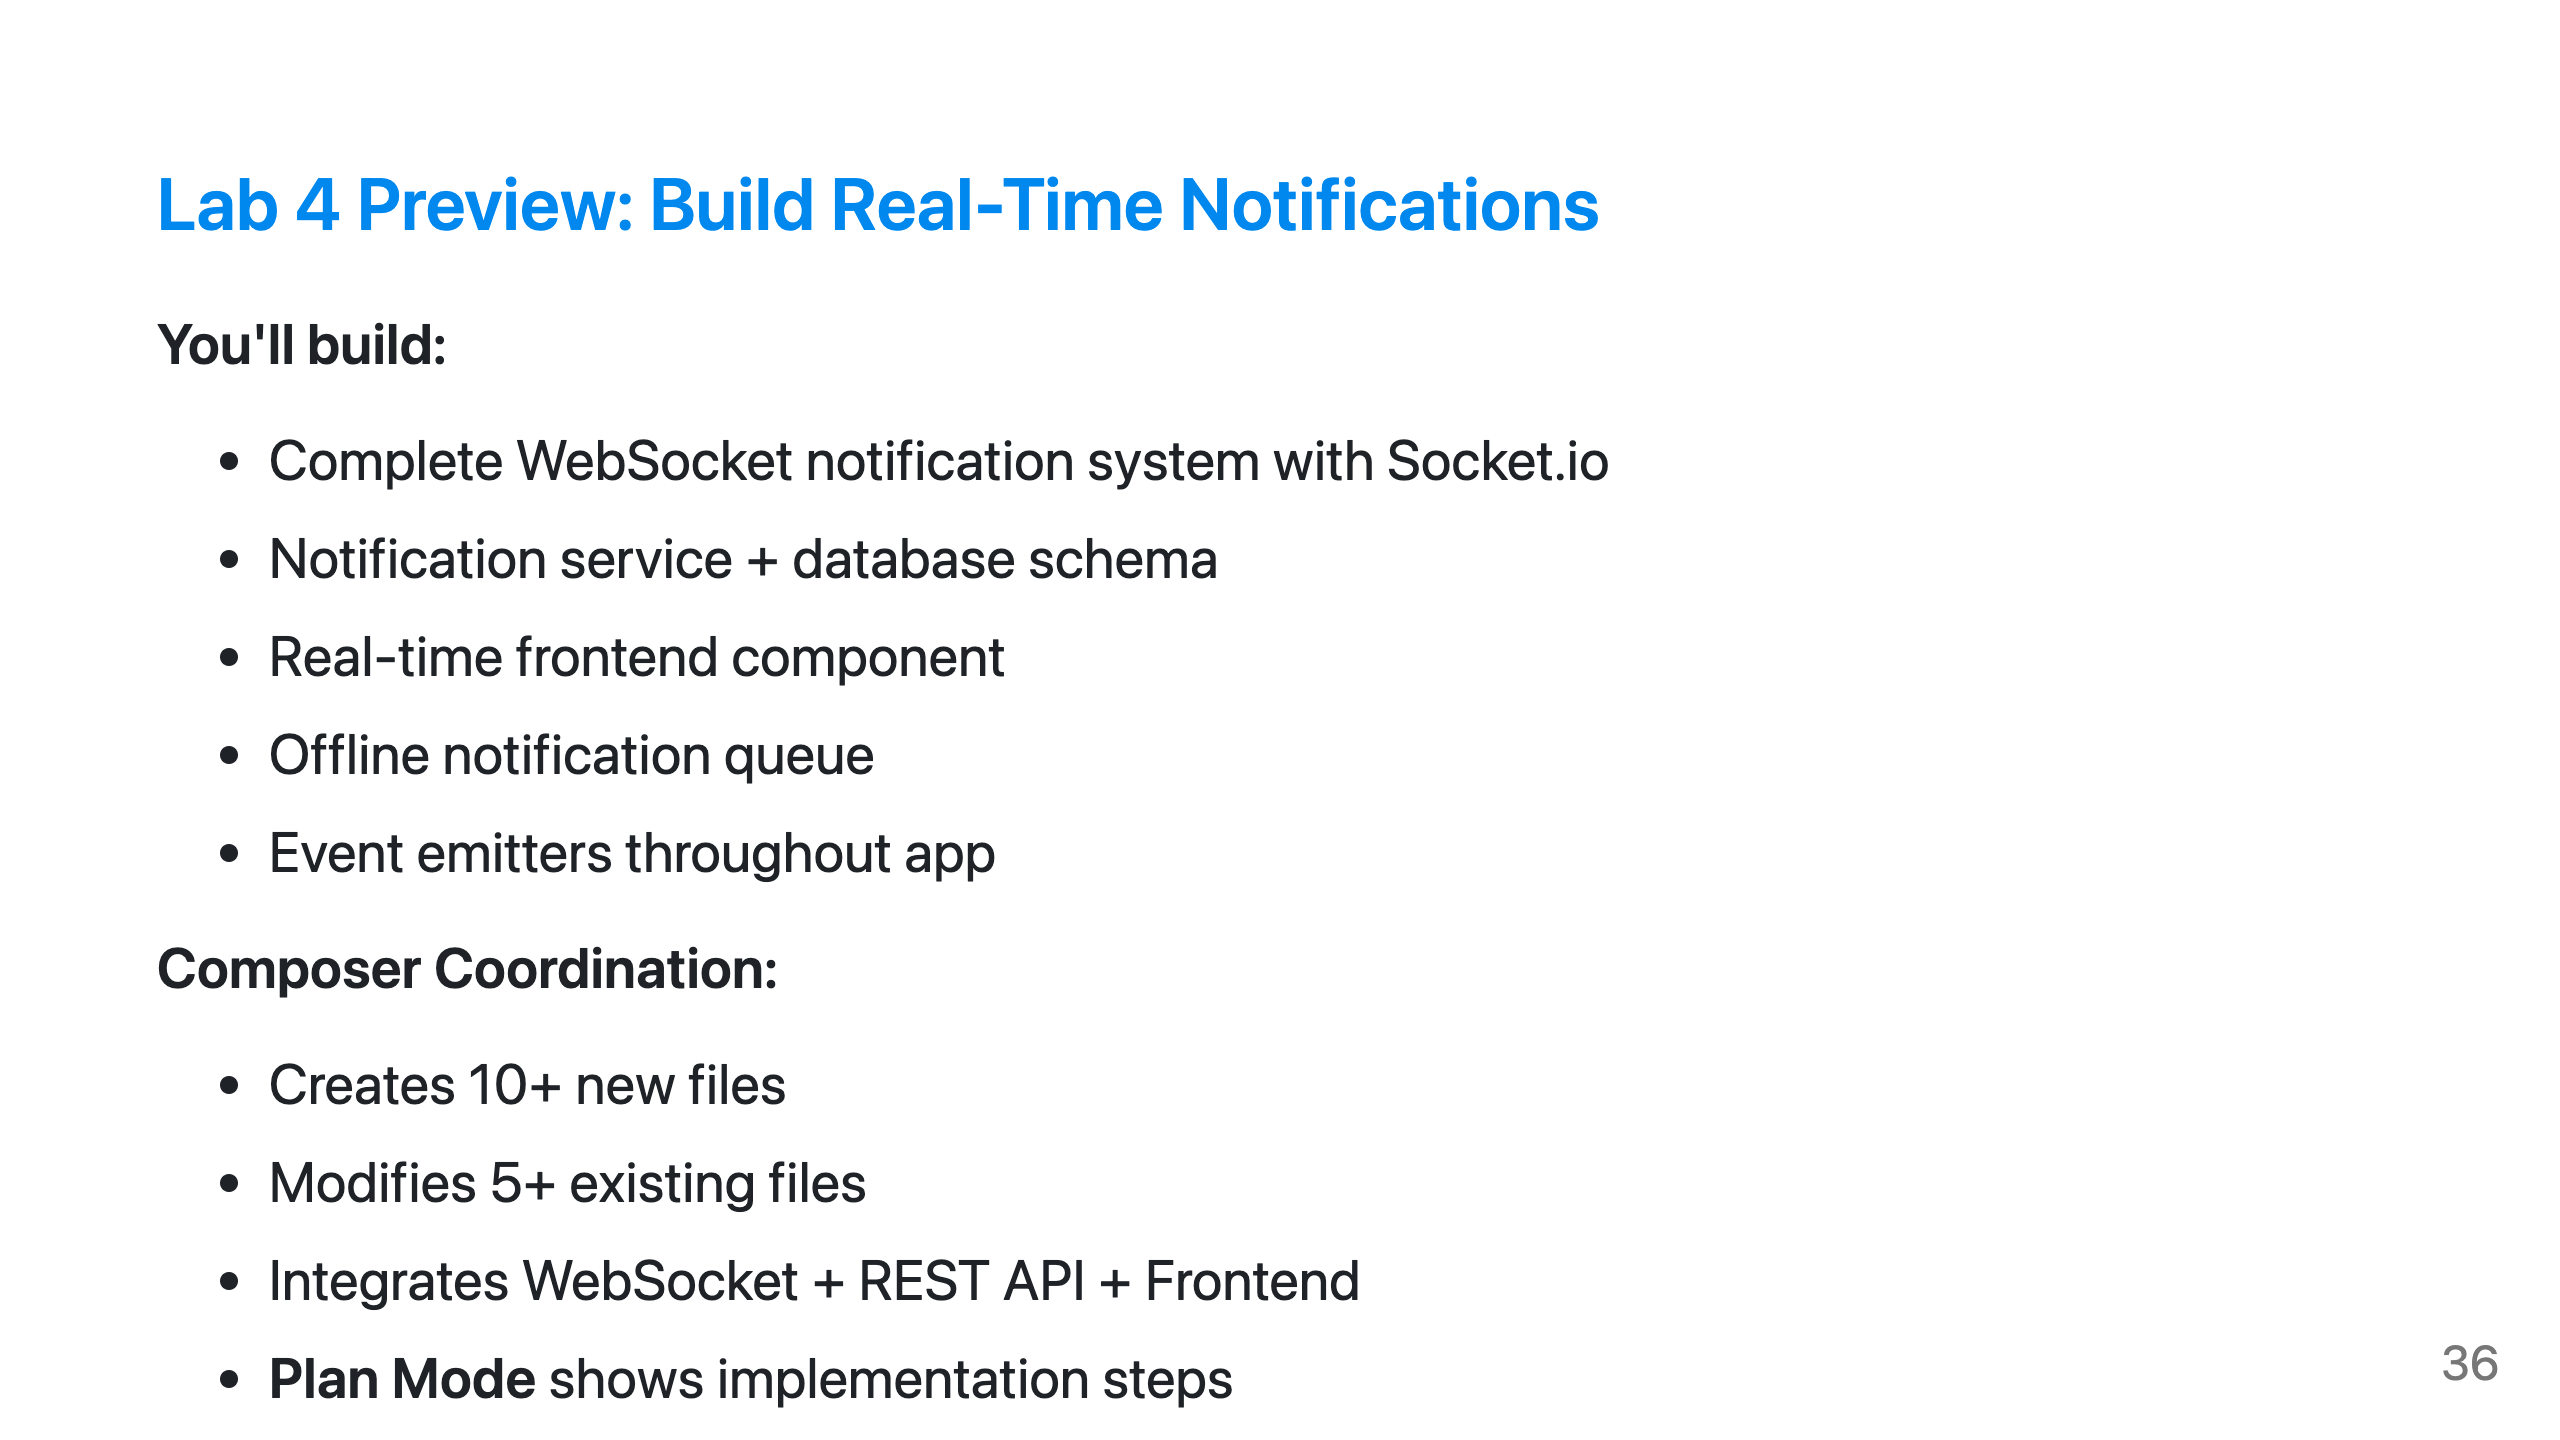 Lab 4 Preview: Build Real-Time Notifications
You'll build:
• Complete WebSocket notification system with Socket.io
• Notification service + database schema
• Real-time frontend component
• Offline notification queue
• Event emitters throughout app
Composer Coordination:
• Creates 10+ new files
• Modifies 5+ existing files
• Integrates WebSocket + REST API + Frontend
• Plan Mode shows implementation steps
36